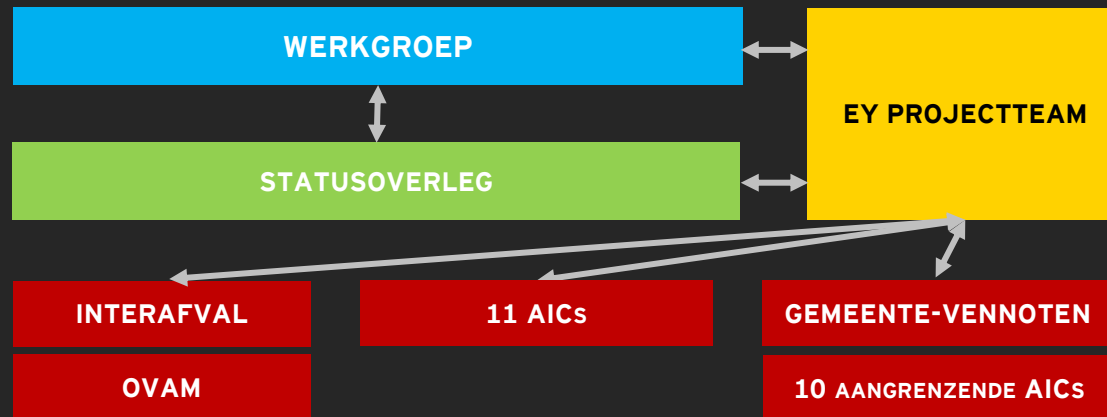 WERKGROEP
EY PROJECTTEAM
STATUSOVERLEG
INTERAFVAL
11 AICs
GEMEENTE-VENNOTEN
OVAM
10 AANGRENZENDE AICs